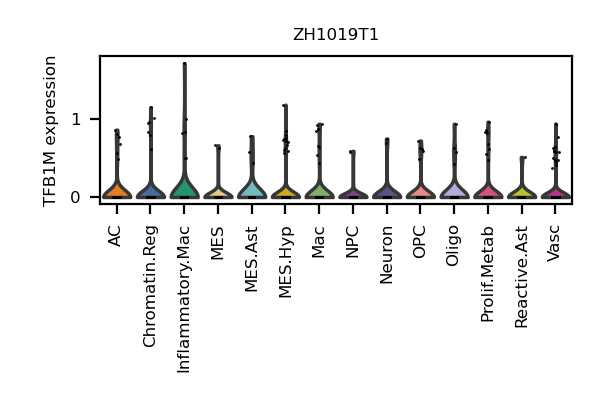 ZH1019T1
TFB1M expression
1
0
AC
Chromatin.Reg
Inflammatory.Mac
MES
MES.Ast
MES.Hyp
Mac
NPC
Neuron
OPC
Oligo
Prolif.Metab
Reactive.Ast
Vasc